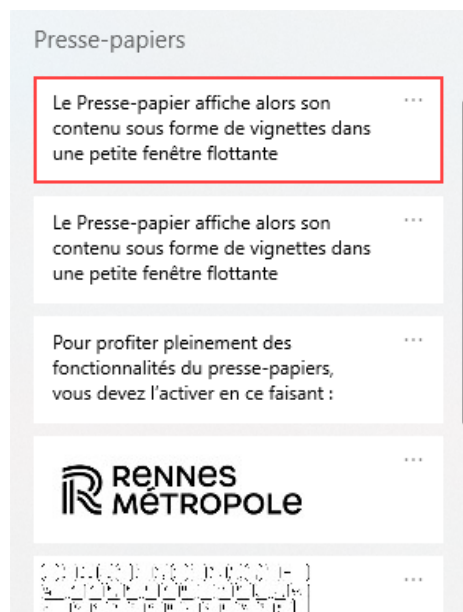 Presse-papiers
Le Presse-papier affiche alors son
contenu sous forme de vignettes dans
une petite fenêtre flottante
Le Presse-papier affiche alors son
contenu sous forme de vignettes dans
une petite fenêtre flottante
Pour profiter pleinement des
fonctionnalités du presse-papiers,
vous devez l'activer en ce faisant :
Rennes
Métropole